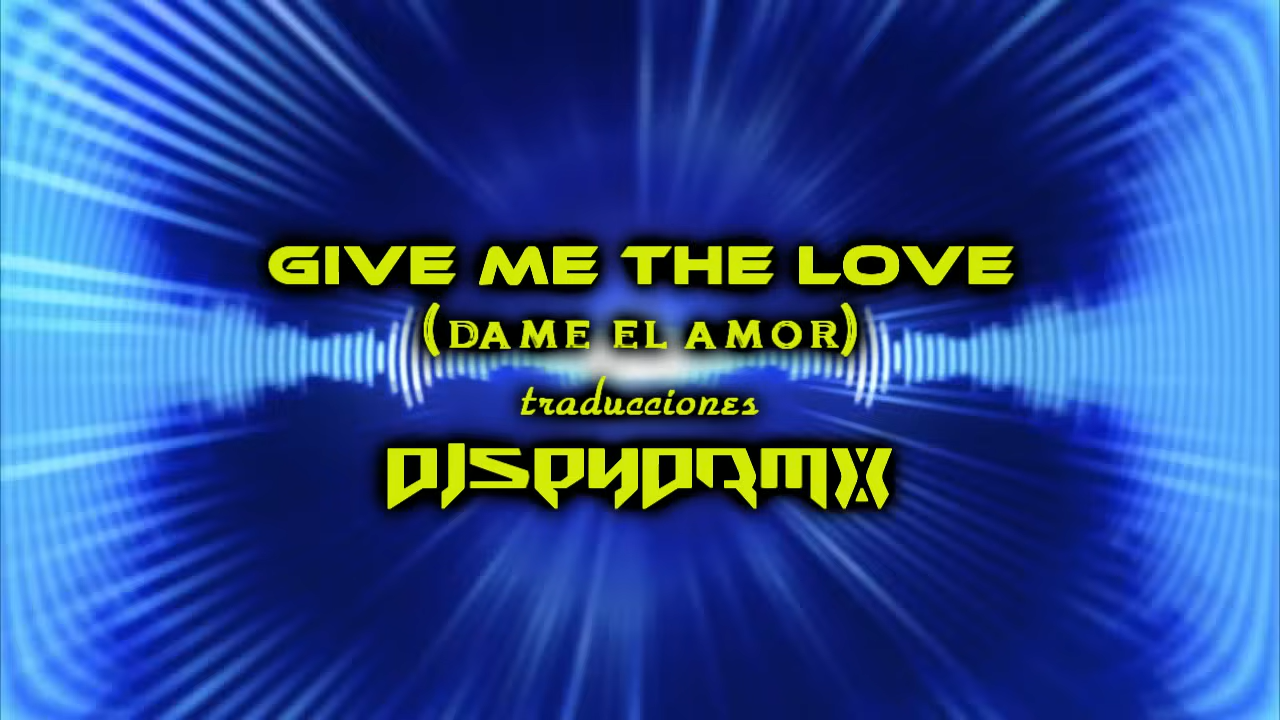 GIVE ME THE LOVE
(DAME EL AMOR)
traducciones
DJSPYDRMX